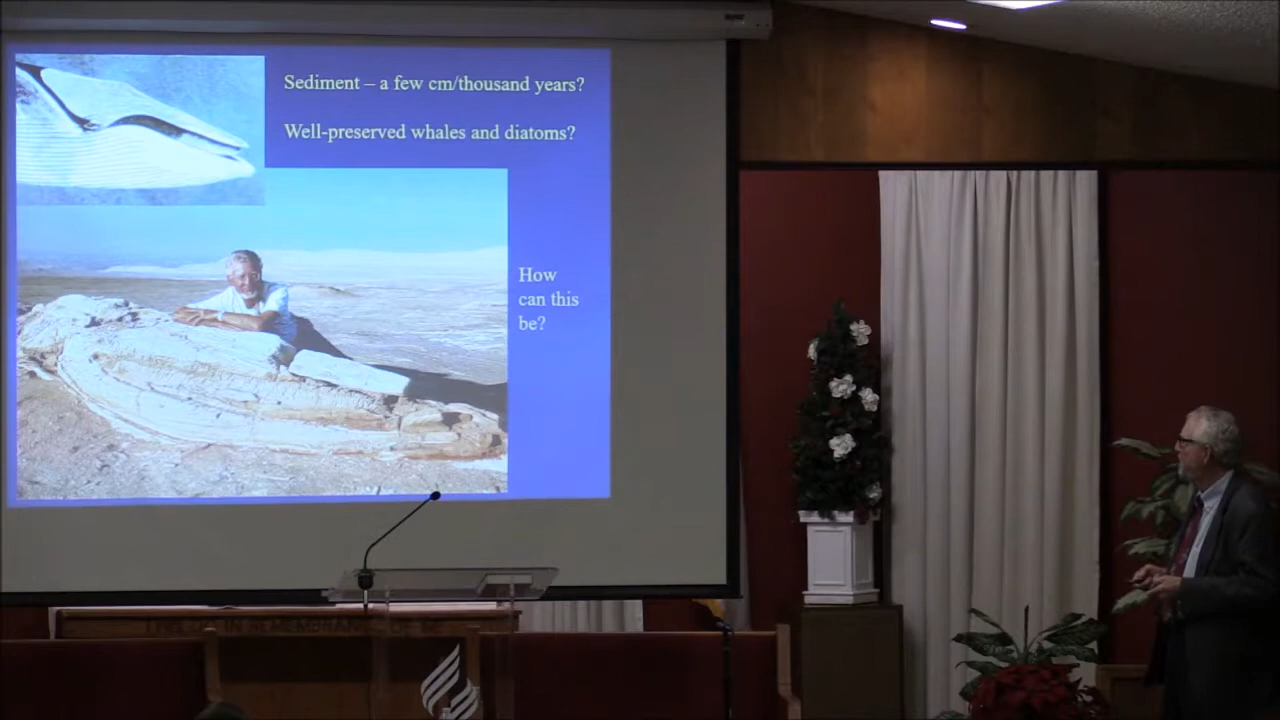 Sediment – a few cm/thousand years?
Well-preserved whales and diatoms?
How
can this
be?